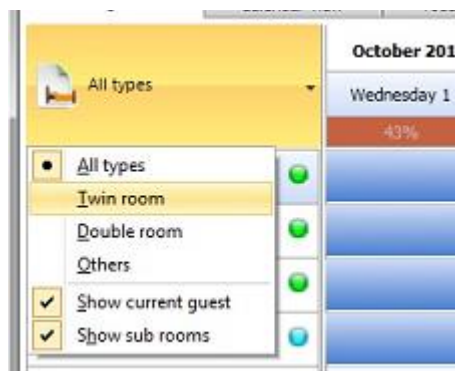 All types
October 201
Wednesday 1
43%
All types
Twin room
Double room
Others
Show current guest
Show sub rooms